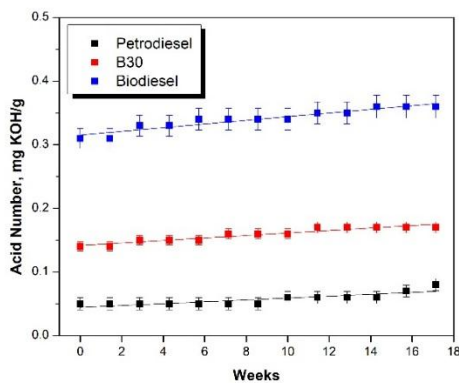 0.5
Petrodiesel
B30
Biodiesel
0.4
0.3
0.2
0.1
0.0
Acid Number, mg KOH/g
0 2 4 6 8 10 12 14 16 18
Weeks